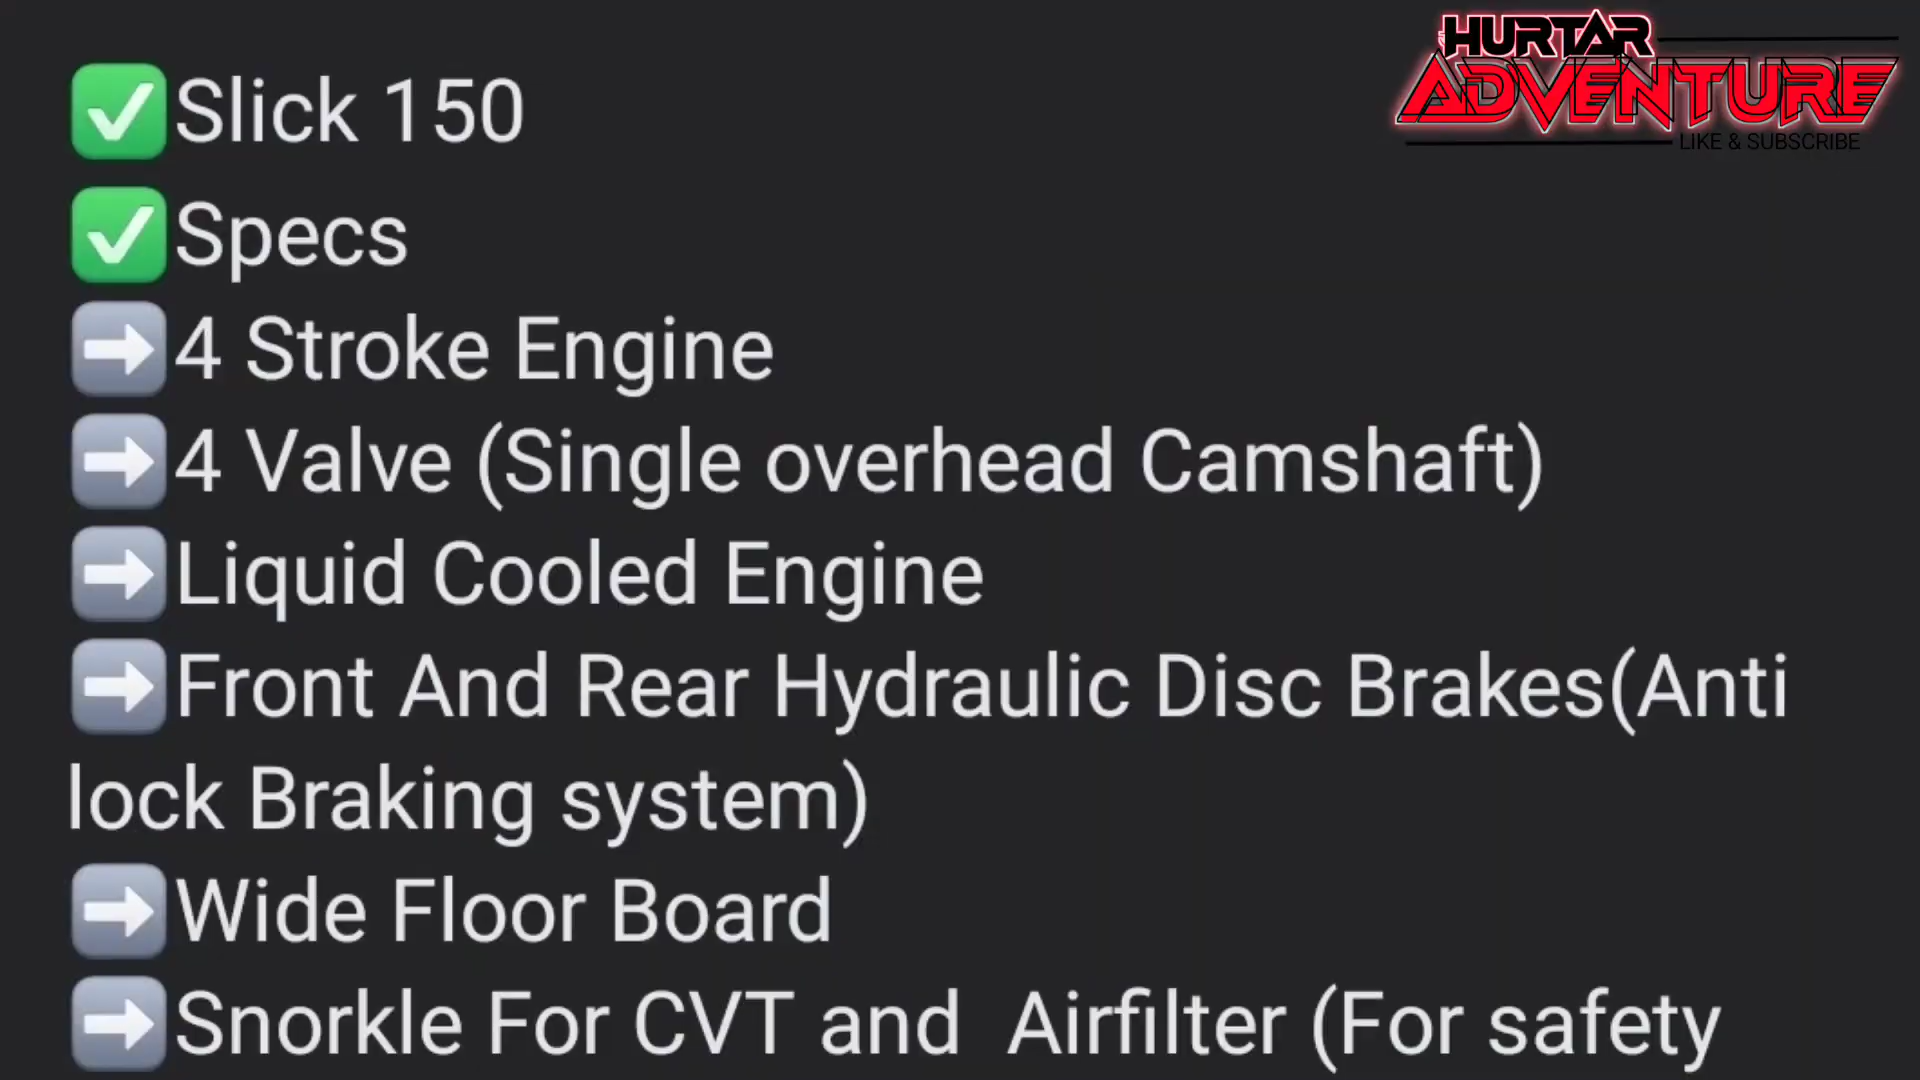 HURTAR
ADVENTURE
LIKE & SUBSCRIBE
✅Slick 150
✅Specs
➡️4 Stroke Engine
➡️4 Valve (Single overhead Camshaft)
➡️Liquid Cooled Engine
➡️Front And Rear Hydraulic Disc Brakes(Anti
lock Braking system)
➡️Wide Floor Board
➡️Snorkle For CVT and  Airfilter (For safety